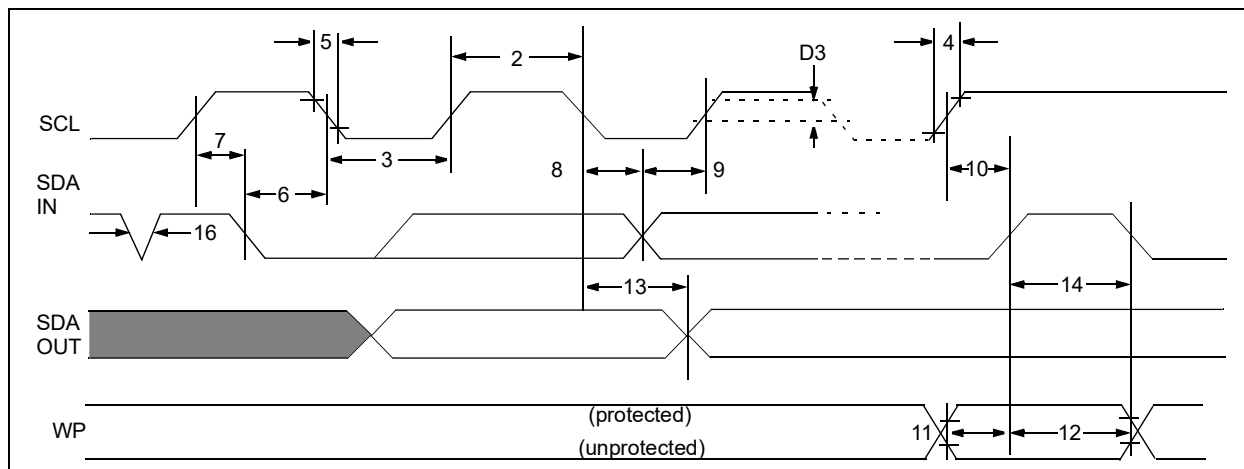 5
2
D3
4
SCL
7
3
8
9
10
SDA
IN
6
16
13
14
SDA
OUT
WP
(protected)
(unprotected)
11
12